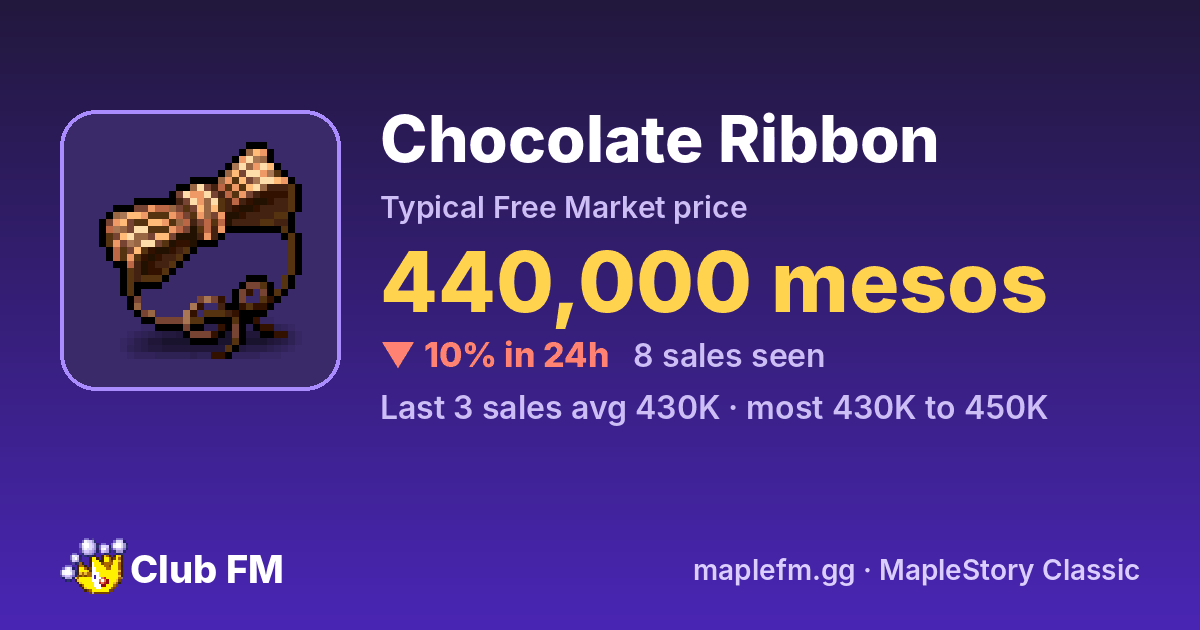 Chocolate Ribbon
Typical Free Market price
440,000 mesos
▼ 10% in 24h 8 sales seen
Last 3 sales avg 430K · most 430K to 450K
Club FM
maplefm.gg · MapleStory Classic